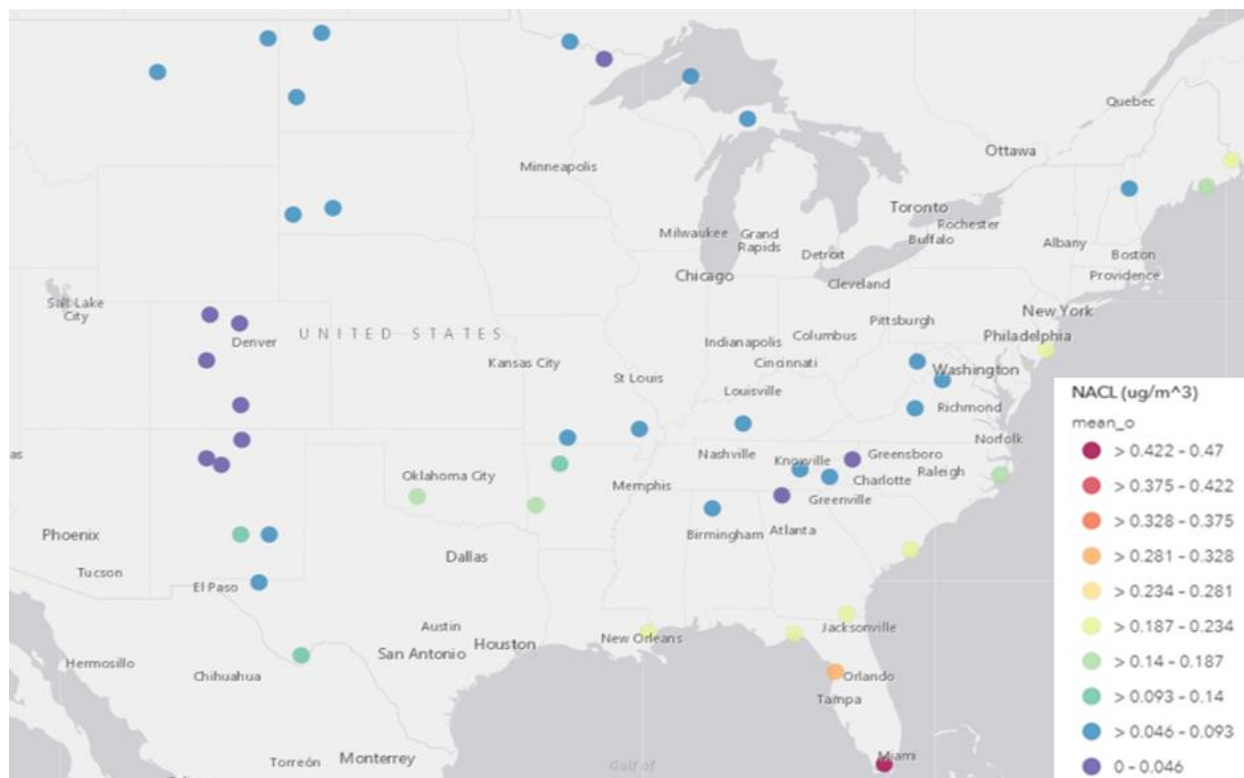 Quebec
Ottawa
Minneapolis
Toronto
Rochester
Milwaukee
Grand
Rapids
Buffalo
Albany
Detroit
Boston
Chicago
Providence
Cleveland
Salt Lake
City
New York
Pittsburgh
UNITED STATES
Denver
Columbus
Philadelphia
Indianapolis
Kansas City
Cincinnati
Washington
St Louis
Louisville
Richmond
Norfolk
as
Nashville
Knoxville
Greensboro
Raleigh
Oklahoma City
Charlotte
Memphis
Greenville
Phoenix
Birmingham
Atlanta
Dallas
Tucson
El Paso
Austin
Jacksonville
New Orleans
Houston
San Antonio
Hermosillo
Chihuahua
Orlando
Tampa
Miami
Torreón
Monterrey
Gulf of
NACL (ug/m^3)
mean_o
> 0.422 - 0.47
> 0.375 - 0.422
> 0.328 - 0.375
> 0.281 - 0.328
> 0.234 - 0.281
> 0.187 - 0.234
> 0.14 - 0.187
> 0.093 - 0.14
> 0.046 - 0.093
0 - 0.046